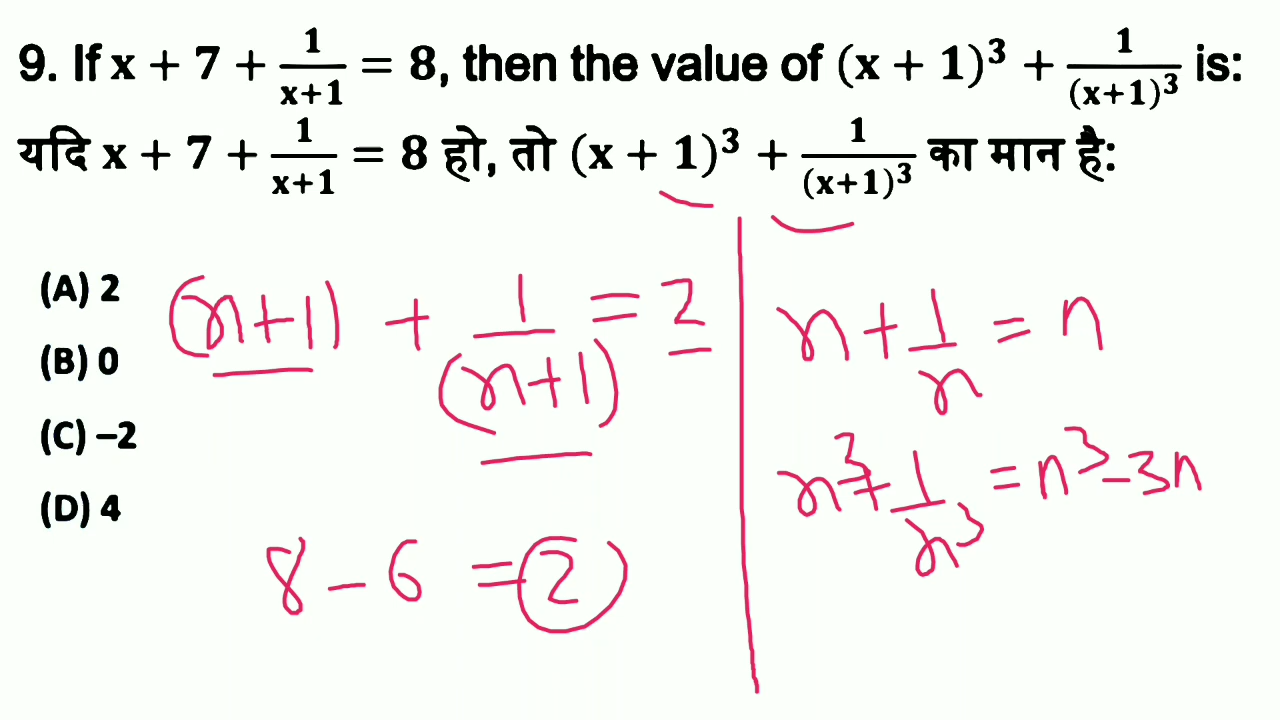 9. If x + 7 + 1/(x+1) = 8, then the value of (x + 1)³ + 1/(x+1)³ is:
यदि x + 7 + 1/(x+1) = 8 हो, तो (x + 1)³ + 1/(x+1)³ का मान है:
(A) 2
(B) 0
(C) –2
(D) 4
(x+1) + 1/(x+1) = 2
8 - 6 = 2
x + 1/x = n
x³ + 1/x³ = n³ - 3n